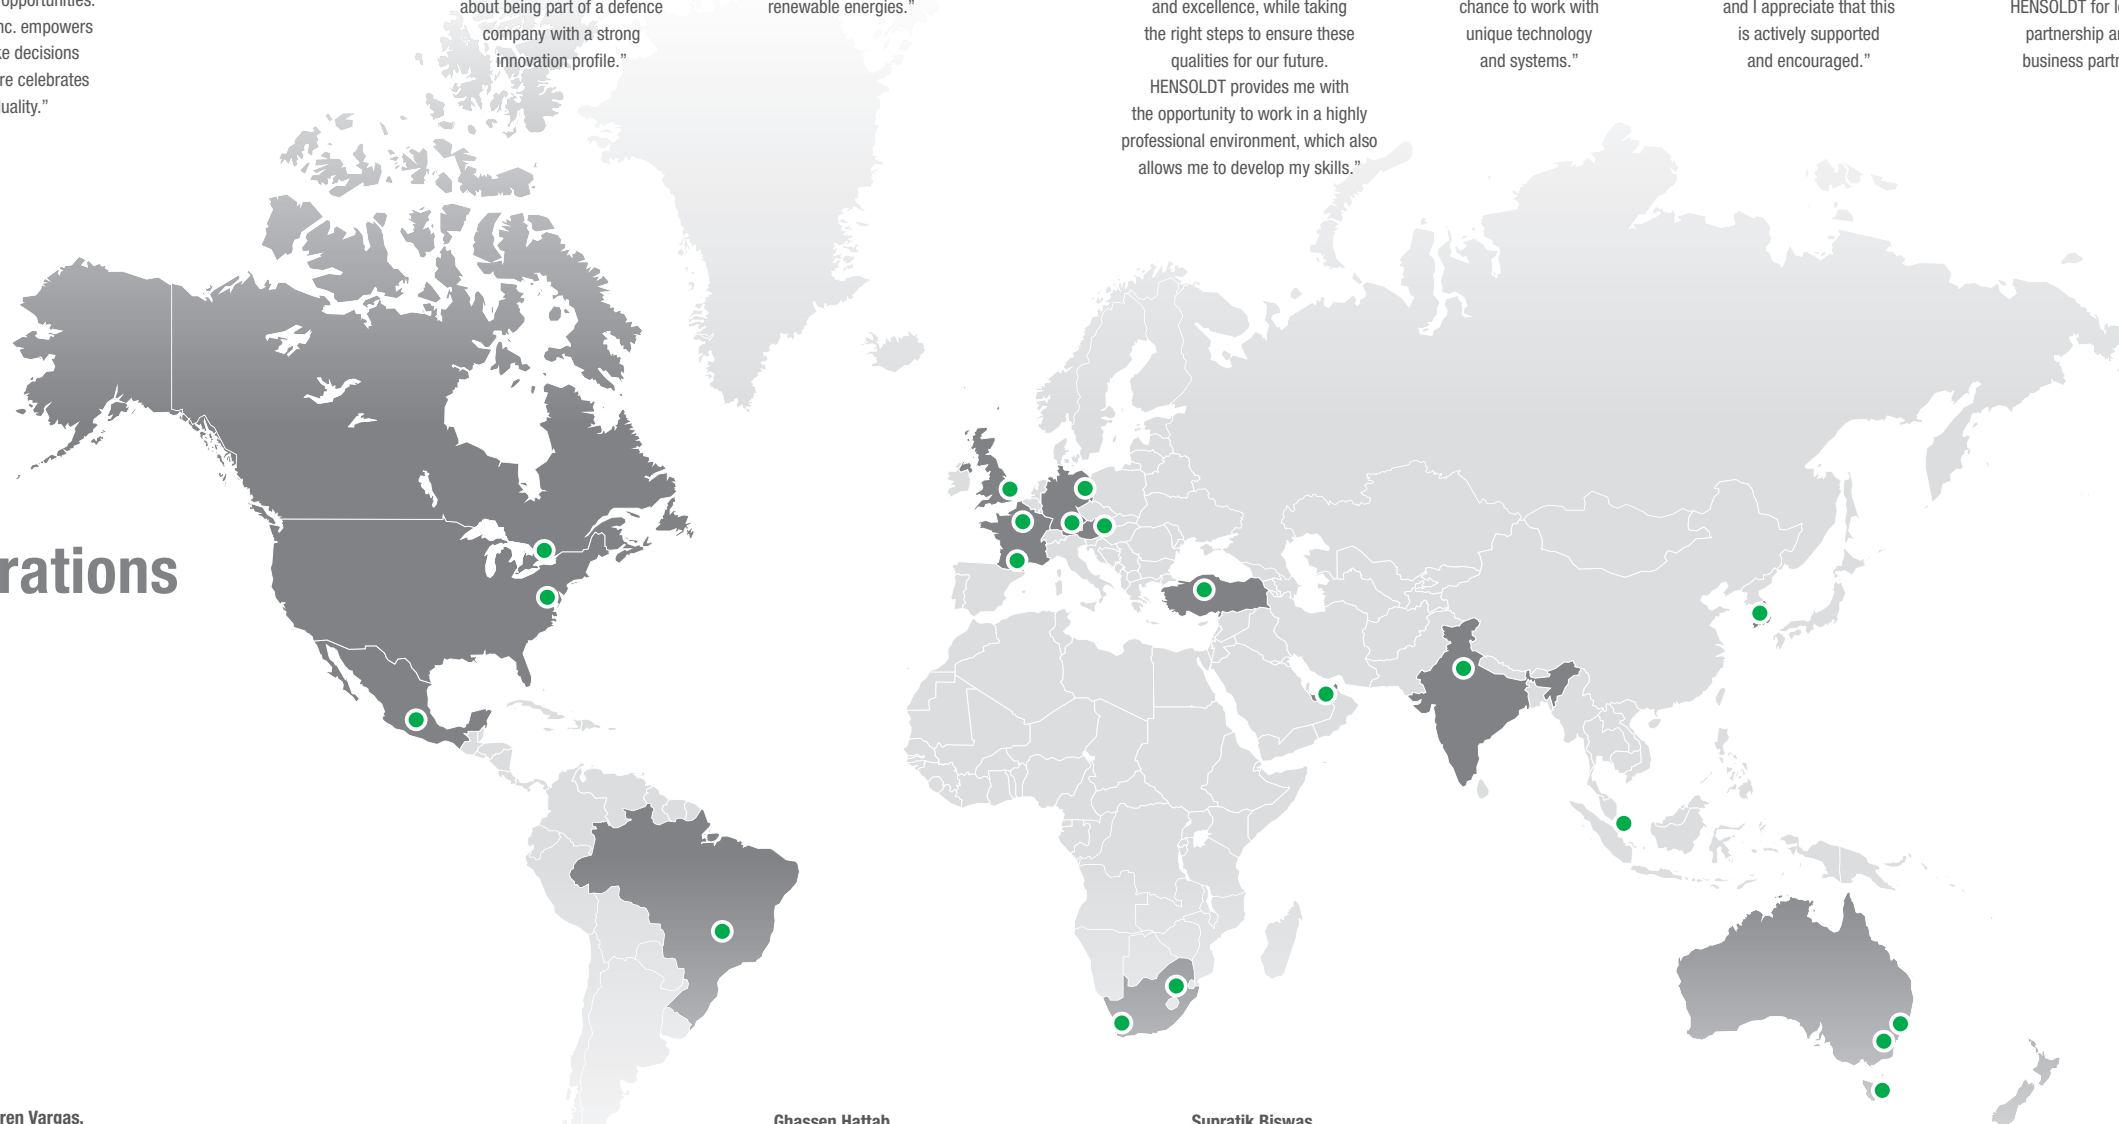 opportunities.
nc. empowers
ke decisions
re celebrates
uality.”
about being part of a defence
company with a strong
innovation profile.”
renewable energies.”
and excellence, while taking
the right steps to ensure these
qualities for our future.
HENSOLDT provides me with
the opportunity to work in a highly
professional environment, which also
allows me to develop my skills.”
chance to work with
unique technology
and systems.”
and I appreciate that this
is actively supported
and encouraged.”
HENSOLDT for
partnership
business partn
rations
ren Vargas,
Ghassen Hattab
Supratik Biswas